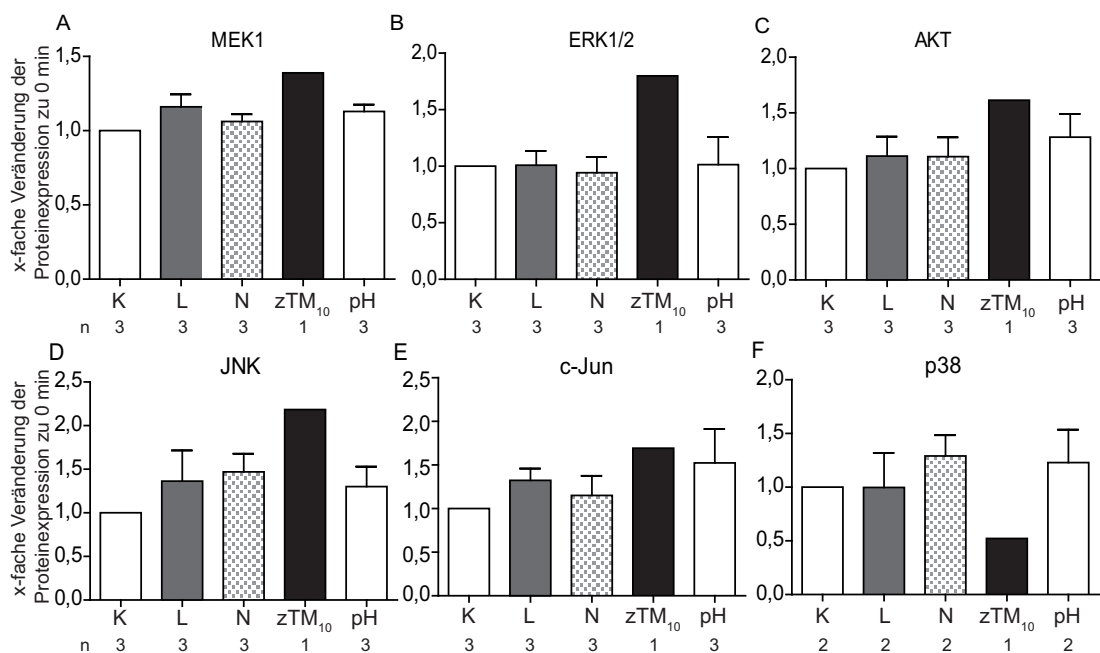 A
MEK1
x-fache Veränderung der
Proteinexpression zu 0 min
1,5
1,0
0,5
0,0
K L N zTM10 pH
n 3 3 3 1 3
B
ERK1/2
2,0
1,5
1,0
0,5
0,0
K L N zTM10 pH
3 3 3 1 3
C
AKT
2,0
1,5
1,0
0,5
0,0
K L N zTM10 pH
3 3 3 1 3
D
JNK
x-fache Veränderung der
Proteinexpression zu 0 min
2,5
2,0
1,5
1,0
0,5
0,0
K L N zTM10 pH
n 3 3 3 1 3
E
c-Jun
2,5
2,0
1,5
1,0
0,5
0,0
K L N zTM10 pH
3 3 3 1 3
F
p38
2,0
1,5
1,0
0,5
0,0
K L N zTM10 pH
2 2 2 1 2